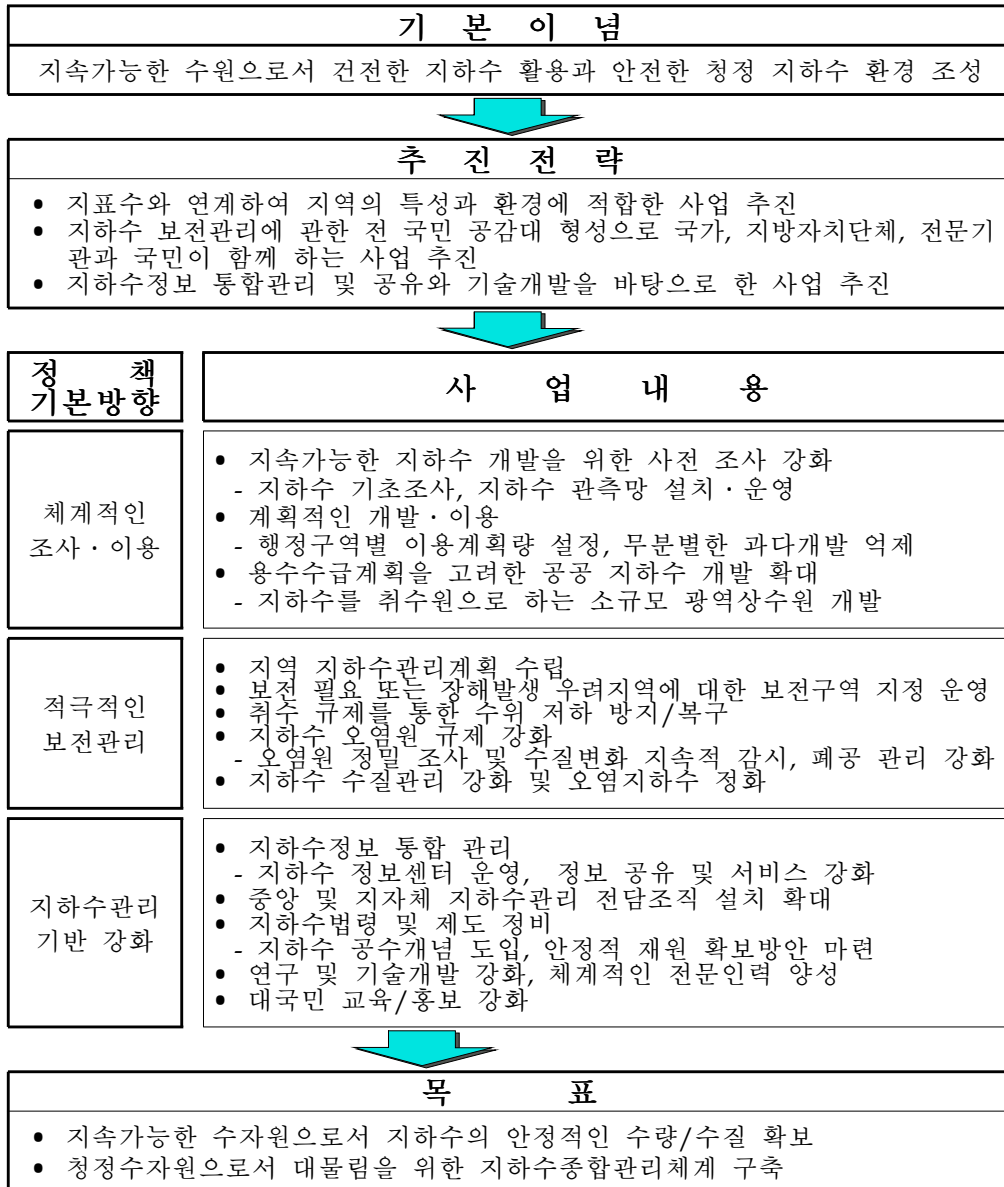 기 본 이 념
지속가능한 수원으로서 건전한 지하수 활용과 안전한 청정 지하수 환경 조성
추 진 전 략
• 지표수와 연계하여 지역의 특성과 환경에 적합한 사업 추진
• 지하수 보전관리에 관한 전 국민 공감대 형성으로 국가, 지방자치단체, 전문기
관과 국민이 함께 하는 사업 추진
• 지하수정보 통합관리 및 공유와 기술개발을 바탕으로 한 사업 추진
정 책
기본방향
사 업 내 용
체계적인
조사·이용
• 지속가능한 지하수 개발을 위한 사전 조사 강화
- 지하수 기초조사, 지하수 관측망 설치·운영
• 계획적인 개발·이용
- 행정구역별 이용계획량 설정, 무분별한 과다개발 억제
• 용수수급계획을 고려한 공공 지하수 개발 확대
- 지하수를 취수원으로 하는 소규모 광역상수원 개발
적극적인
보전관리
• 지역 지하수관리계획 수립
• 보전 필요 또는 장해발생 우려지역에 대한 보전구역 지정 운영
• 취수 규제를 통한 수위 저하 방지/복구
• 지하수 오염원 규제 강화
- 오염원 정밀 조사 및 수질변화 지속적 감시, 폐공 관리 강화
• 지하수 수질관리 강화 및 오염지하수 정화
지하수관리
기반 강화
• 지하수정보 통합 관리
- 지하수 정보센터 운영, 정보 공유 및 서비스 강화
• 중앙 및 지자체 지하수관리 전담조직 설치 확대
• 지하수법령 및 제도 정비
- 지하수 공수개념 도입, 안정적 재원 확보방안 마련
• 연구 및 기술개발 강화, 체계적인 전문인력 양성
• 대국민 교육/홍보 강화
목 표
• 지속가능한 수자원으로서 지하수의 안정적인 수량/수질 확보
• 청정수자원으로서 대물림을 위한 지하수종합관리체계 구축